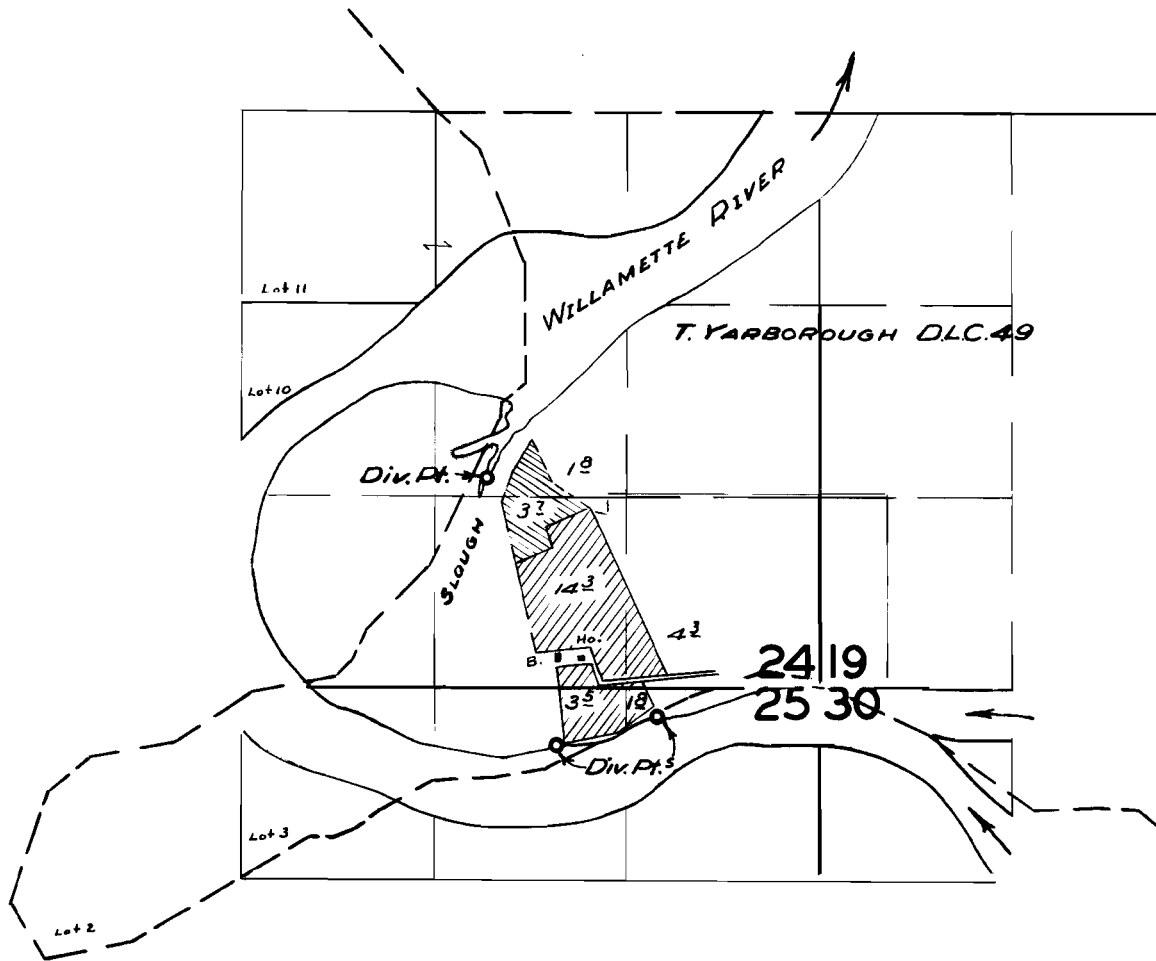 Lot 11
WILLAMETTE RIVER
T. YARBOROUGH D.L.C. 49
Lot 10
Div. Pt.
1 8
3 7
SLOUGH
14 3
4 3
Ho.
B.
24 19
25 30
3 5
1 8
Div. Pt.s
Lot 3
Lot 2